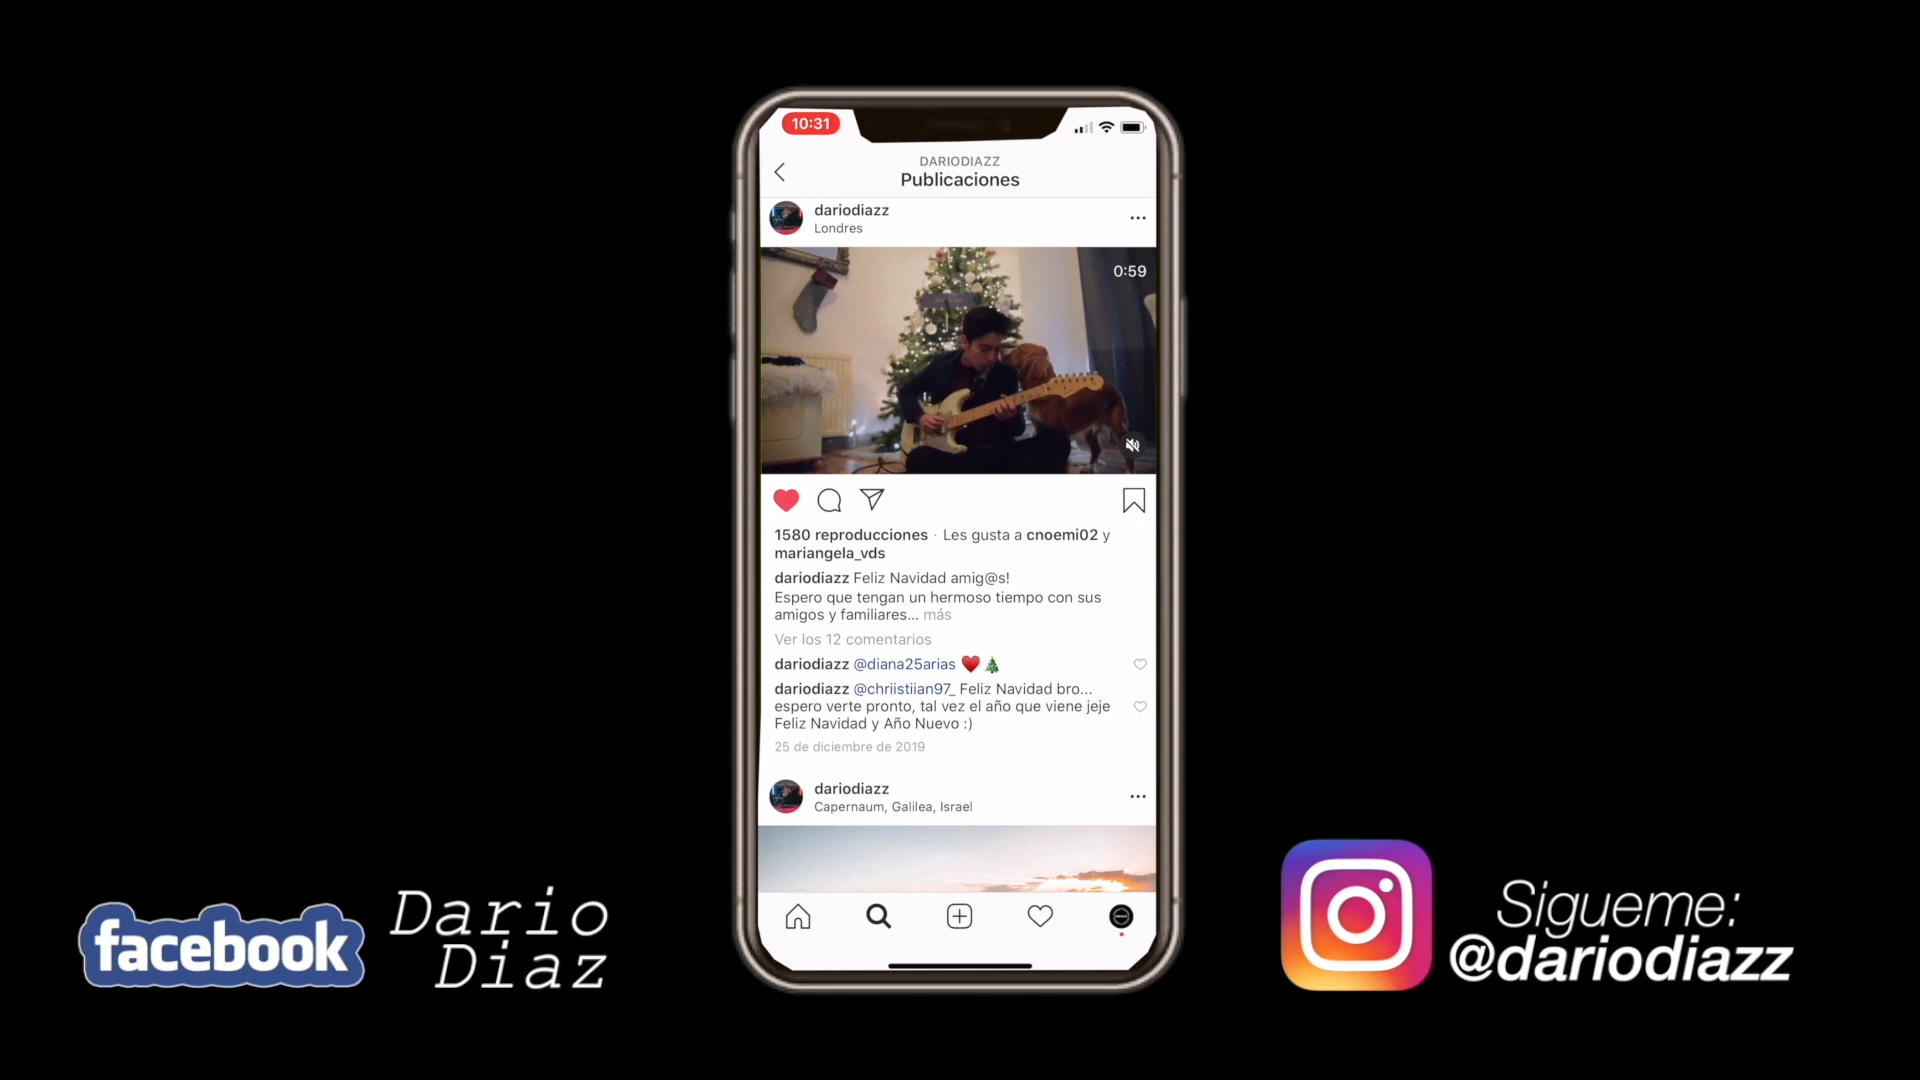 10:31
DARIODIAZZ
Publicaciones
dariodiazz
Londres
0:59
1580 reproducciones · Les gusta a cnoemi02 y
mariangela_vds
dariodiazz Feliz Navidad amig@s!
Espero que tengan un hermoso tiempo con sus
amigos y familiares... más
Ver los 12 comentarios
dariodiazz @diana25arias ❤️🎄
dariodiazz @chriistiian97_ Feliz Navidad bro...
espero verte pronto, tal vez el año que viene jeje
Feliz Navidad y Año Nuevo :)
25 de diciembre de 2019
dariodiazz
Capernaum, Galilea, Israel
facebook
Dario
Diaz
Sigueme:
@dariodiazz